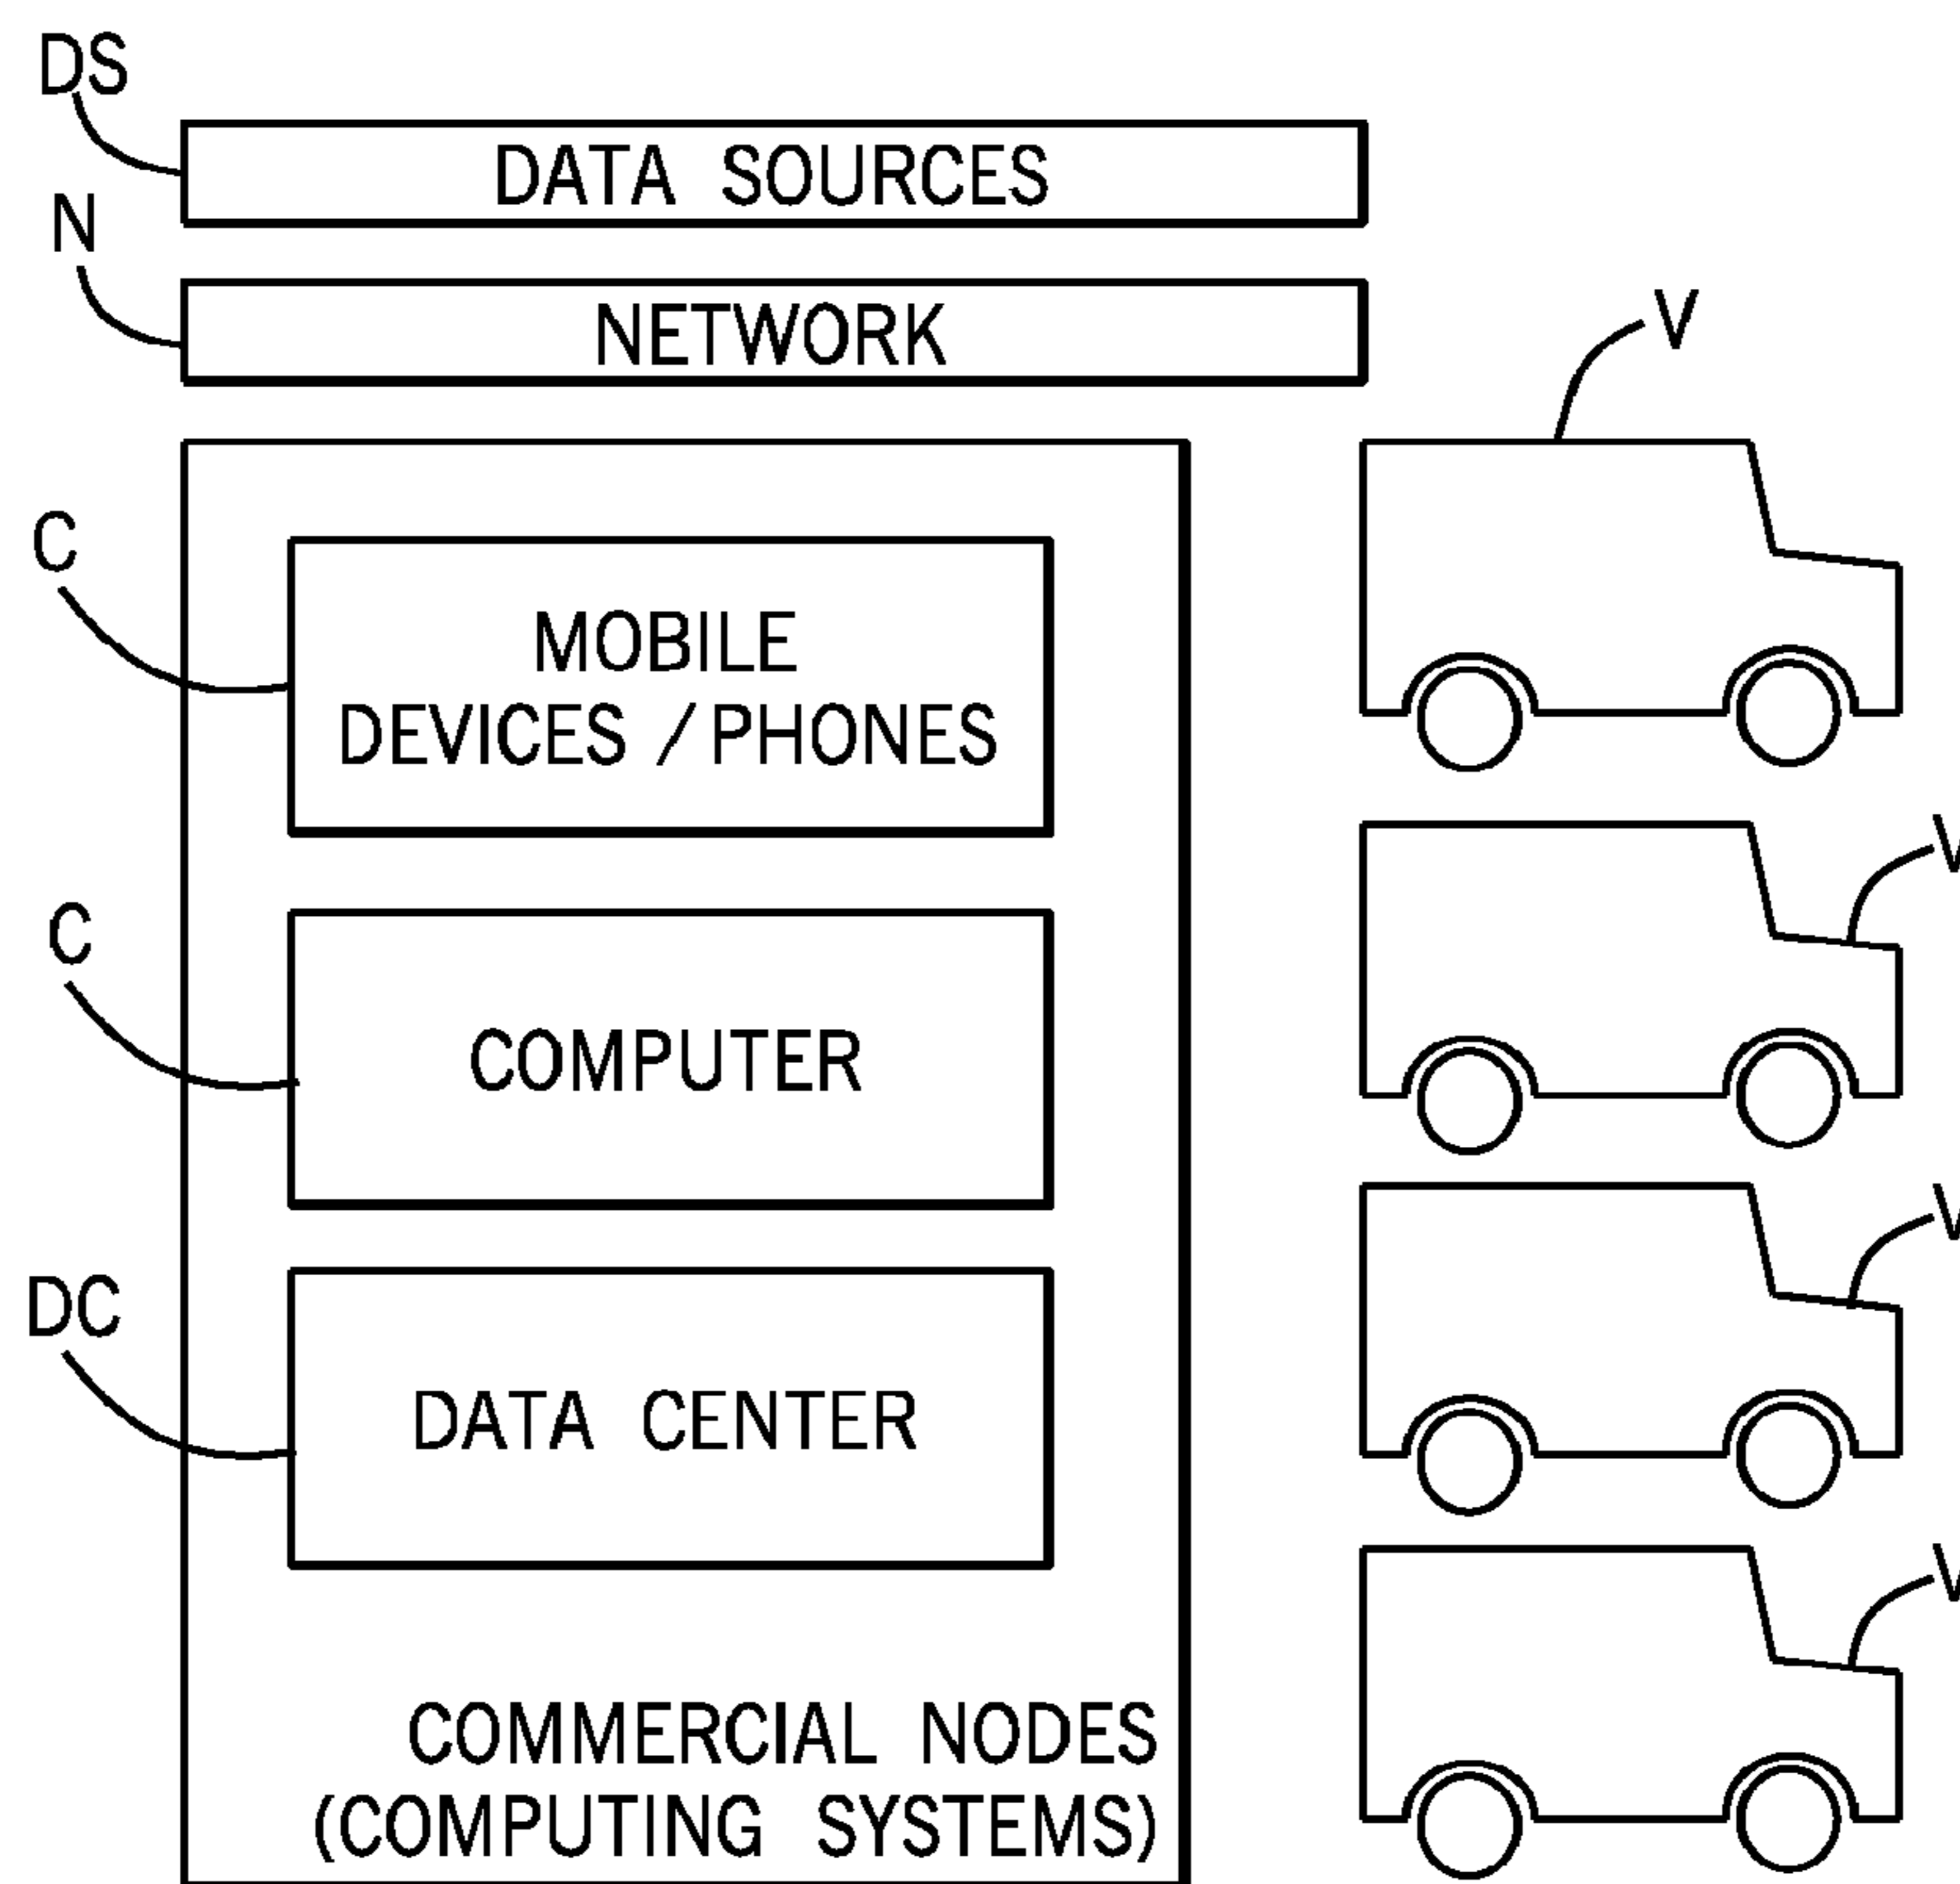 DS
DATA SOURCES
N
NETWORK
V
C
MOBILE
DEVICES / PHONES
V
C
COMPUTER
V
DC
DATA CENTER
V
COMMERCIAL NODES
(COMPUTING SYSTEMS)